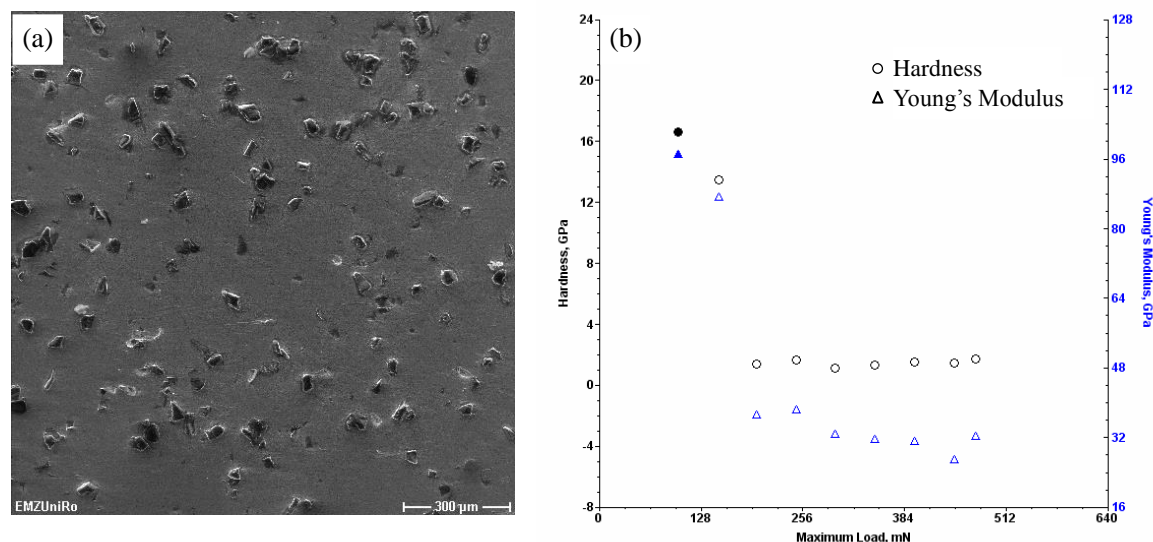 (a)
EMZUniRo
300 µm
(b)
Hardness
Young's Modulus
24
20
16
12
8
4
0
-4
-8
Hardness, GPa
128
112
96
80
64
48
32
16
Young's Modulus, GPa
0 128 256 384 512 640
Maximum Load, mN